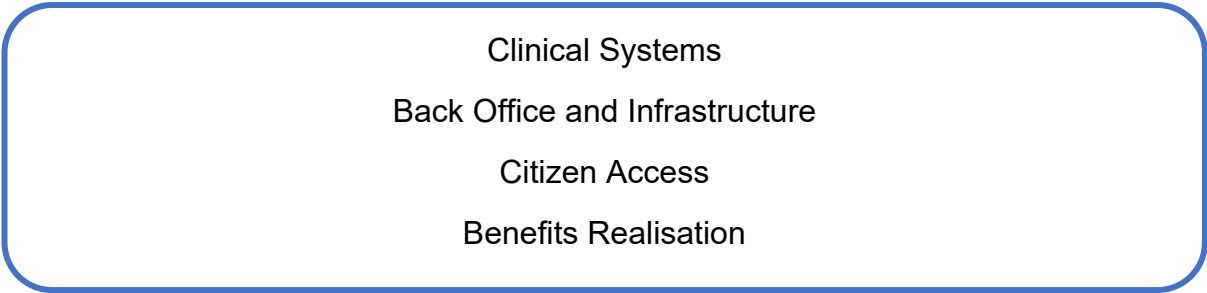 Clinical Systems
Back Office and Infrastructure
Citizen Access
Benefits Realisation